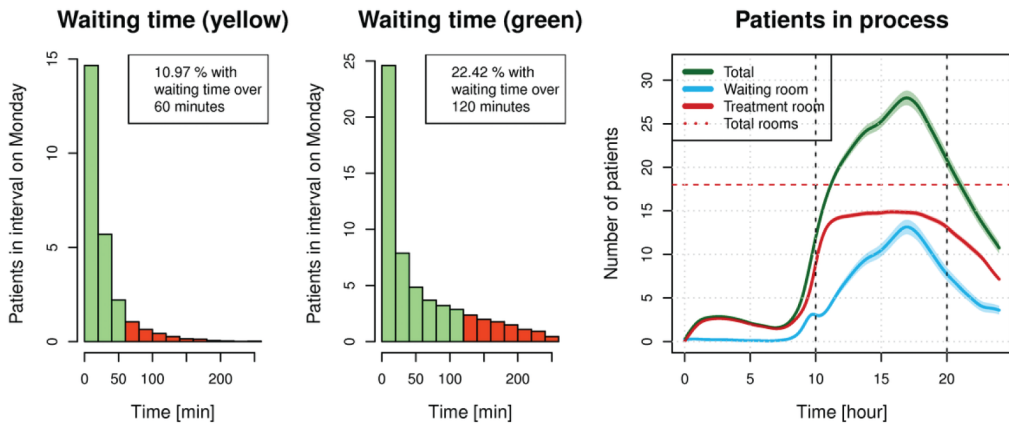 Waiting time (yellow)
Patients in interval on Monday
15
10
5
0
10.97 % with
waiting time over
60 minutes
0
50
100
200
Time [min]
Waiting time (green)
Patients in interval on Monday
25
20
15
10
5
0
22.42 % with
waiting time over
120 minutes
0
50
100
200
Time [min]
Patients in process
Number of patients
30
25
20
15
10
5
0
Total
Waiting room
Treatment room
Total rooms
0
5
10
15
20
Time [hour]